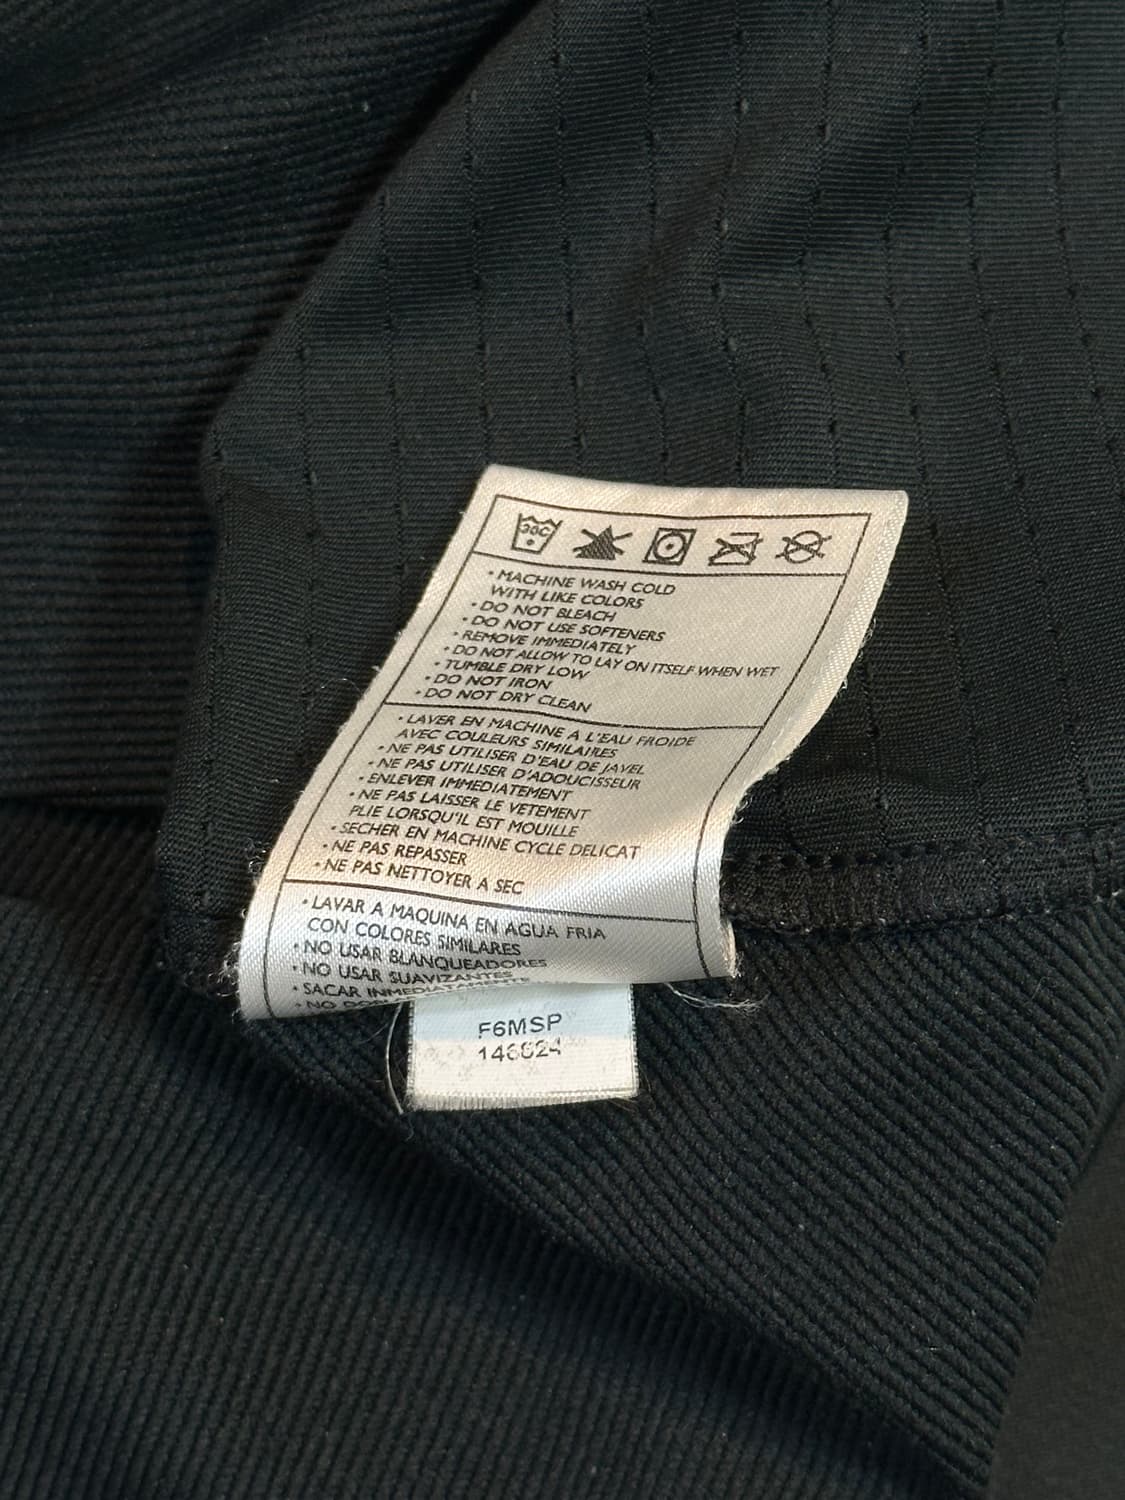 30C
• MACHINE WASH COLD
WITH LIKE COLORS
• DO NOT BLEACH
• DO NOT USE SOFTENERS
• REMOVE IMMEDIATELY
• DO NOT ALLOW TO LAY ON ITSELF WHEN WET
• TUMBLE DRY LOW
• DO NOT IRON
• DO NOT DRY CLEAN
• LAVER EN MACHINE A L'EAU FROIDE
AVEC COULEURS SIMILAIRES
• NE PAS UTILISER D'EAU DE JAVEL
• NE PAS UTILISER D'ADOUCISSEUR
• ENLEVER IMMEDIATEMENT
• NE PAS LAISSER LE VETEMENT
PLIE LORSQU'IL EST MOUILLE
• SECHER EN MACHINE CYCLE DELICAT
• NE PAS REPASSER
• NE PAS NETTOYER A SEC
• LAVAR A MAQUINA EN AGUA FRIA
CON COLORES SIMILARES
• NO USAR BLANQUEADORES
• NO USAR SUAVIZANTES
• SACAR INMEDIATAMENTE
• NO
F6MSP